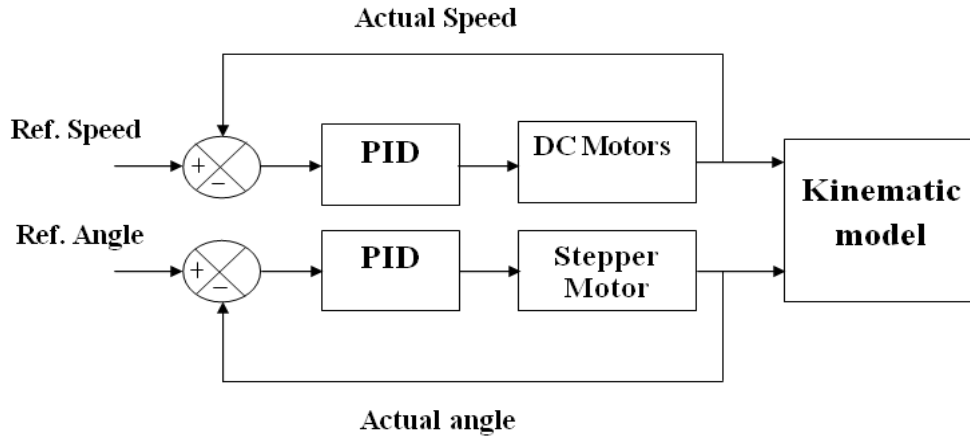 Actual Speed
Ref. Speed
+
−
PID
DC Motors
Kinematic
model
Ref. Angle
+
−
PID
Stepper
Motor
Actual angle